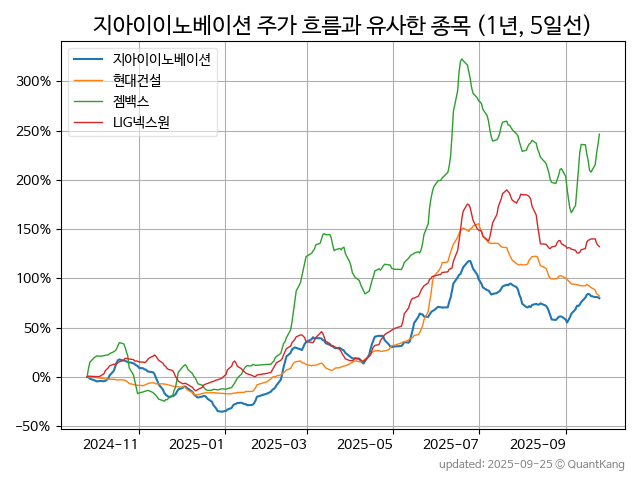 지아이이노베이션 주가 흐름과 유사한 종목 (1년, 5일선)
지아이이노베이션
현대건설
젬백스
LIG넥스원
300%
250%
200%
150%
100%
50%
0%
−50%
2024−11
2025−01
2025−03
2025−05
2025−07
2025−09
updated: 2025-09-25 © QuantKang